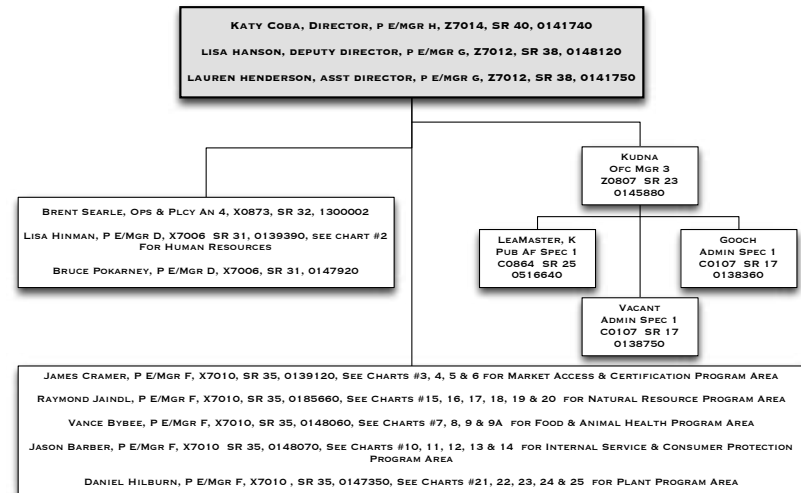 Katy Coba, Director, P E/Mgr H, Z7014, SR 40, 0141740
Lisa Hanson, Deputy Director, P E/Mgr G, Z7012, SR 38, 0148120
Lauren Henderson, Asst Director, P E/Mgr G, Z7012, SR 38, 0141750
Kudna
Ofc Mgr 3
Z0807 SR 23
0145880
Brent Searle, Ops & Plcy An 4, X0873, SR 32, 1300002
Lisa Hinman, P E/Mgr D, X7006 SR 31, 0139390, see chart #2
For Human Resources
Bruce Pokarney, P E/Mgr D, X7006, SR 31, 0147920
LeaMaster, K
Pub Af Spec 1
C0864 SR 25
0516640
Gooch
Admin Spec 1
C0107 SR 17
0138360
Vacant
Admin Spec 1
C0107 SR 17
0138750
James Cramer, P E/Mgr F, X7010, SR 35, 0139120, See Charts #3, 4, 5 & 6 for Market Access & Certification Program Area
Raymond Jaindl, P E/Mgr F, X7010, SR 35, 0185660, See Charts #15, 16, 17, 18, 19 & 20 for Natural Resource Program Area
Vance Bybee, P E/Mgr F, X7010, SR 35, 0148060, See Charts #7, 8, 9 & 9A for Food & Animal Health Program Area
Jason Barber, P E/Mgr F, X7010 SR 35, 0148070, See Charts #10, 11, 12, 13 & 14 for Internal Service & Consumer Protection
Program Area
Daniel Hilburn, P E/Mgr F, X7010 , SR 35, 0147350, See Charts #21, 22, 23, 24 & 25 for Plant Program Area